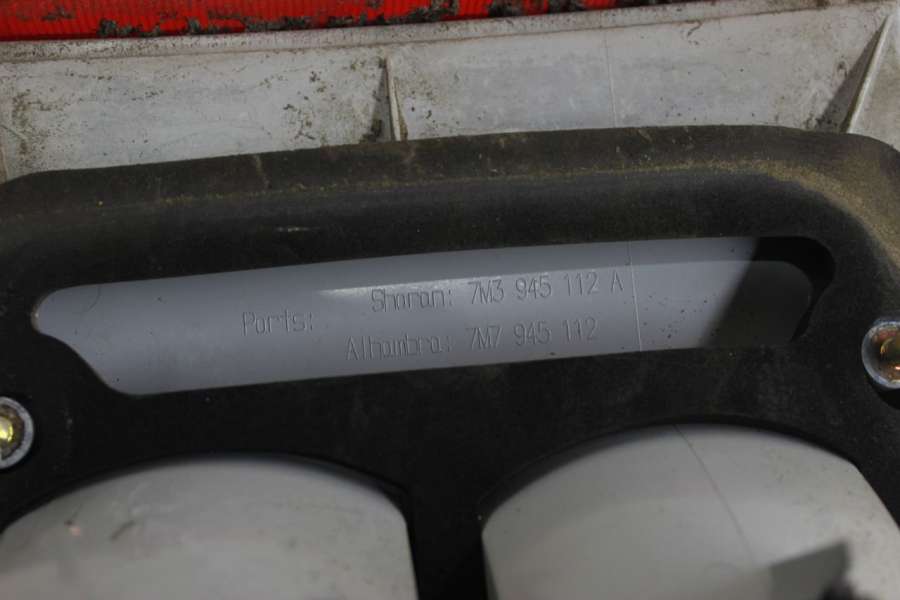 Parts:
Sharan: 7M3 945 112 A
Alhambra: 7M7 945 112